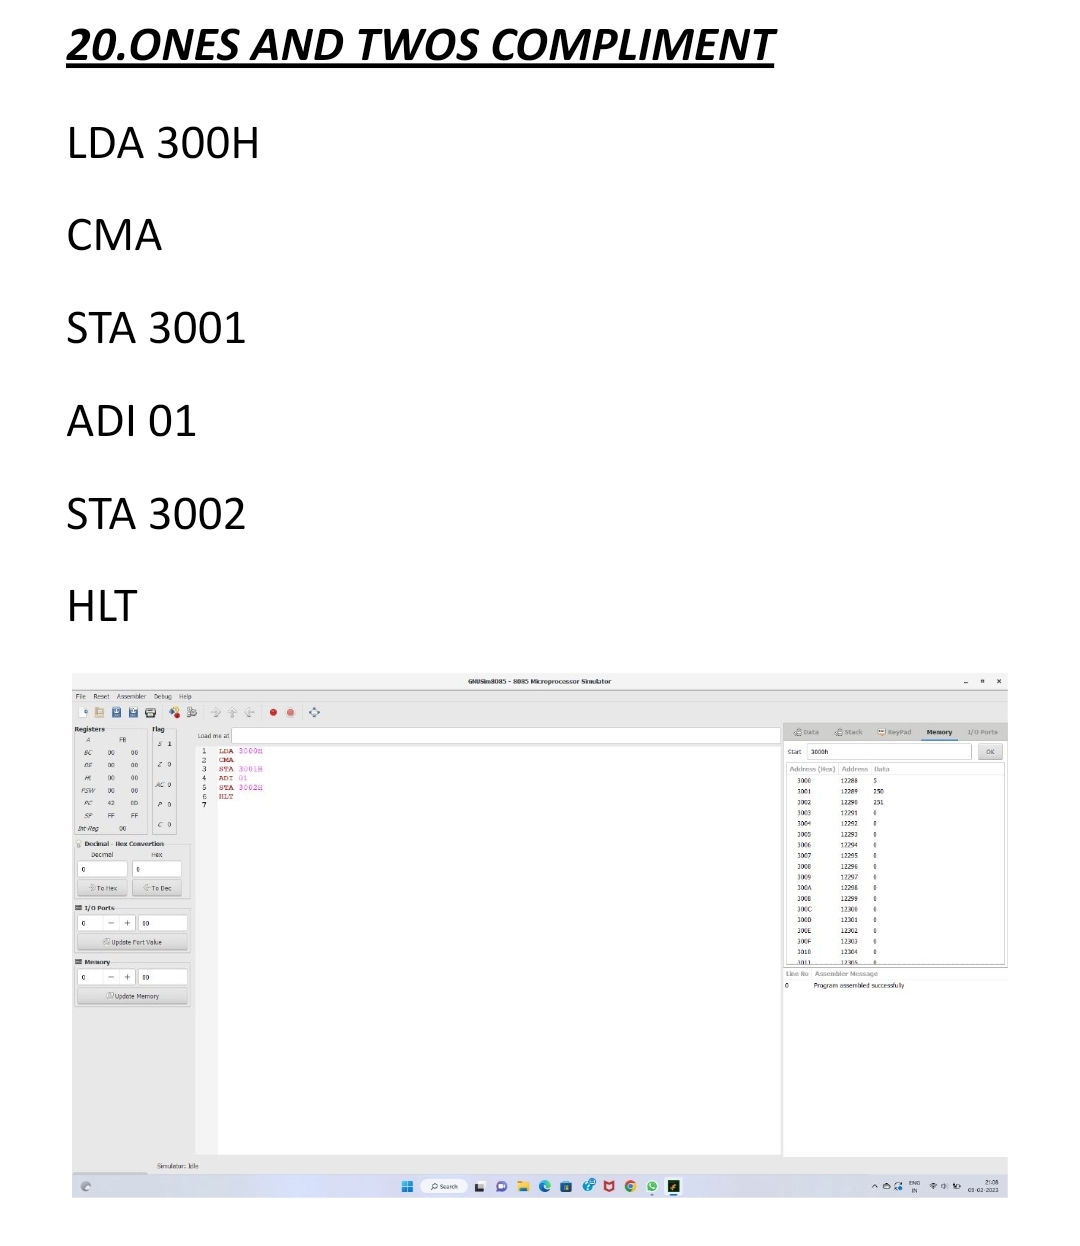 20.ONES AND TWOS COMPLIMENT
LDA 300H
CMA
STA 3001
ADI 01
STA 3002
HLT
GNUSim8085 - 8085 Microprocessor Simulator
File Reset Assembler Debug Help
Registers
Flag
A FB
BC 00 00
DE 00 00
HL 00 00
PSW 00 00
PC 42 0D
SP FF FF
Int-Reg 00
S 1
Z 0
AC 0
P 0
C 0
Decimal - Hex Convertion
Decimal Hex
0 0
To Hex To Dec
I/O Ports
0 - + 00
Update Port Value
Memory
0 - + 00
Update Memory
Load me at
1 LDA 3000H
2 CMA
3 STA 3001H
4 ADI 01
5 STA 3002H
6 HLT
7
Data Stack KeyPad Memory I/O Ports
Start 3000h OK
Address (Hex) Address Data
3000 12288 5
3001 12289 250
3002 12290 251
3003 12291 0
3004 12292 0
3005 12293 0
3006 12294 0
3007 12295 0
3008 12296 0
3009 12297 0
300A 12298 0
300B 12299 0
300C 12300 0
300D 12301 0
300E 12302 0
300F 12303 0
3010 12304 0
3011 12305 0
Line No Assembler Message
0 Program assembled successfully
Simulator: Idle
Search
ENG
IN
21:08
03-02-2023